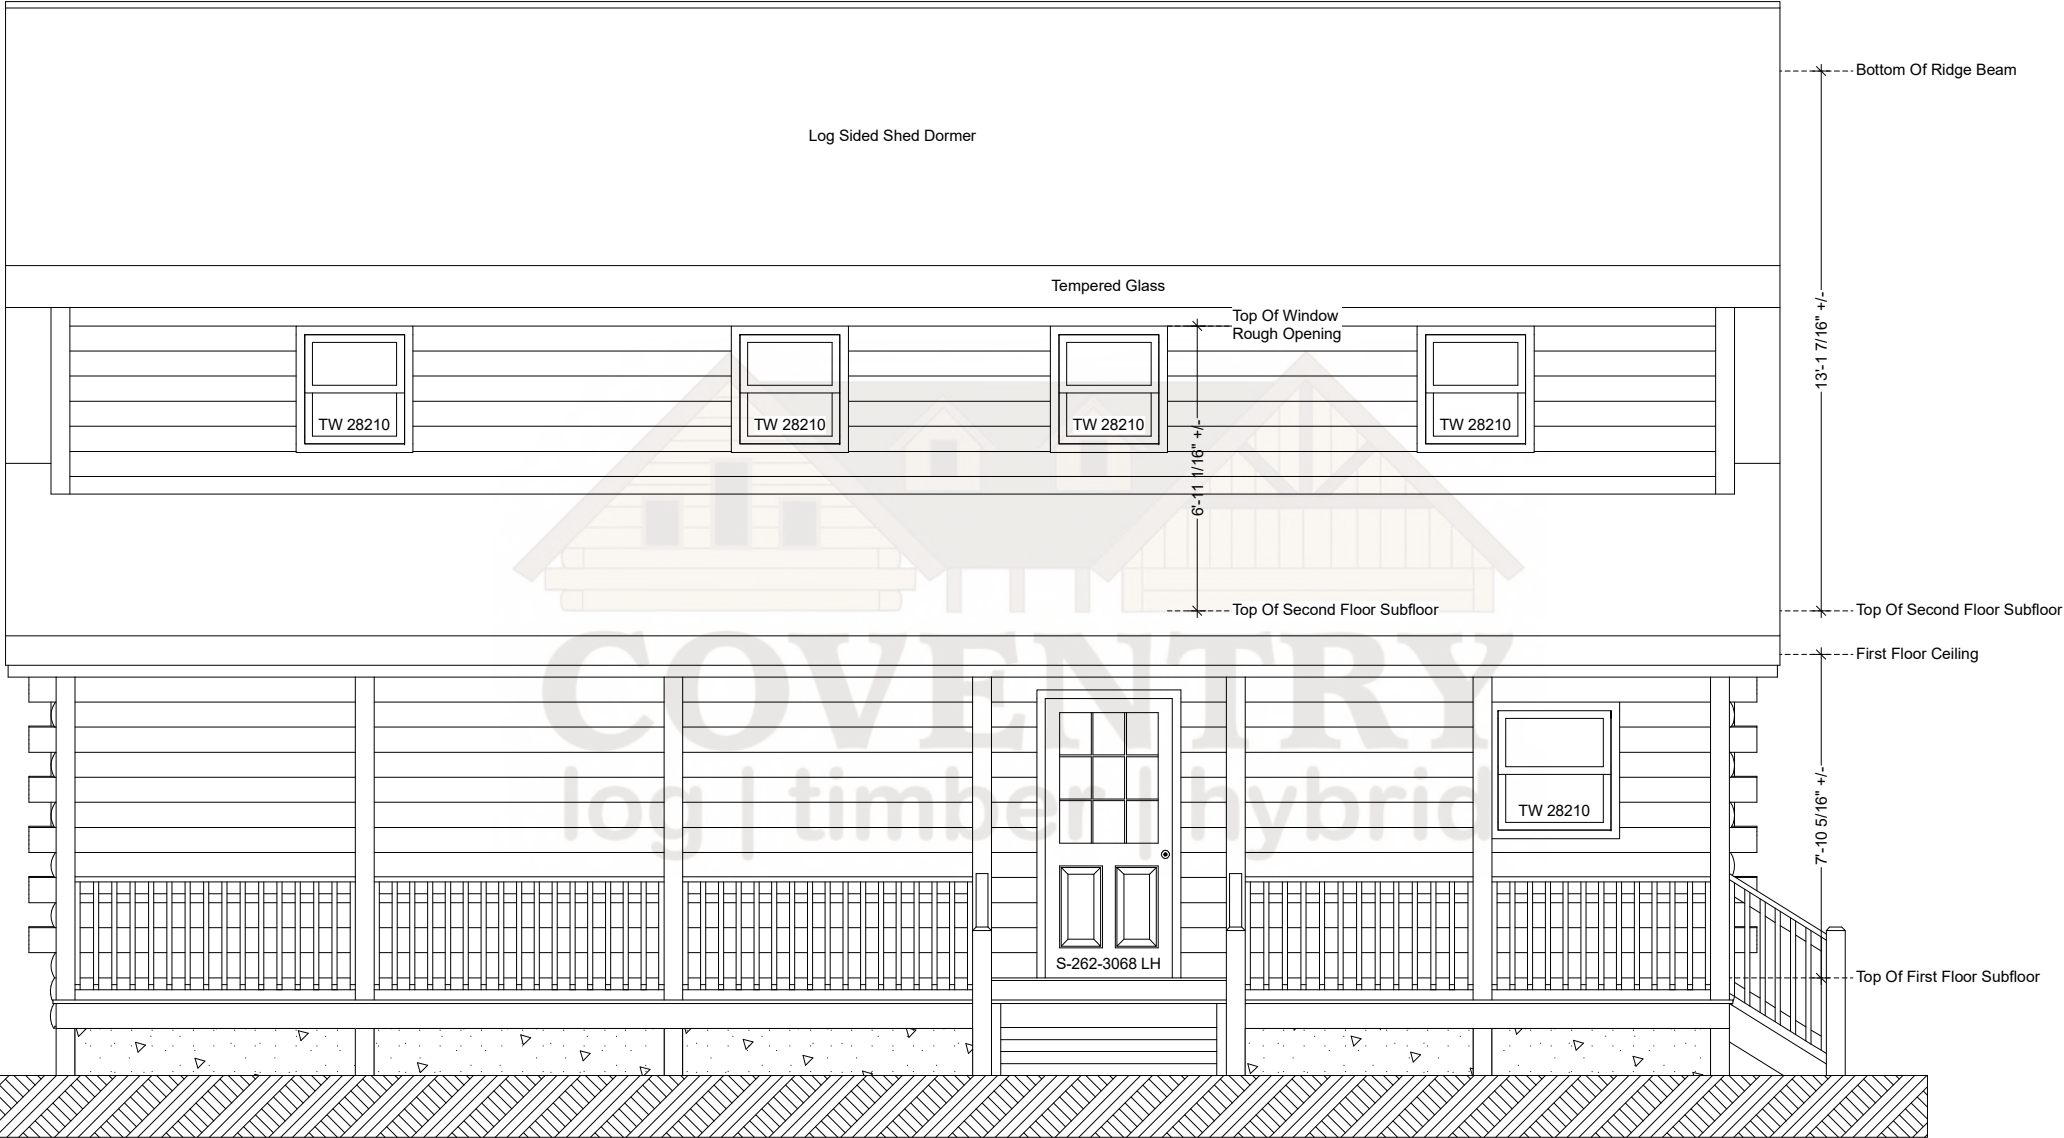 Bottom Of Ridge Beam
Log Sided Shed Dormer
Tempered Glass
Top Of Window
Rough Opening
13'-1 7/16" +/-
TW 28210
TW 28210
TW 28210
TW 28210
6'-11 1/16" +/-
Top Of Second Floor Subfloor
Top Of Second Floor Subfloor
First Floor Ceiling
COVENTRY
log | timber | hybrid
TW 28210
7'-10 5/16" +/-
S-262-3068 LH
Top Of First Floor Subfloor